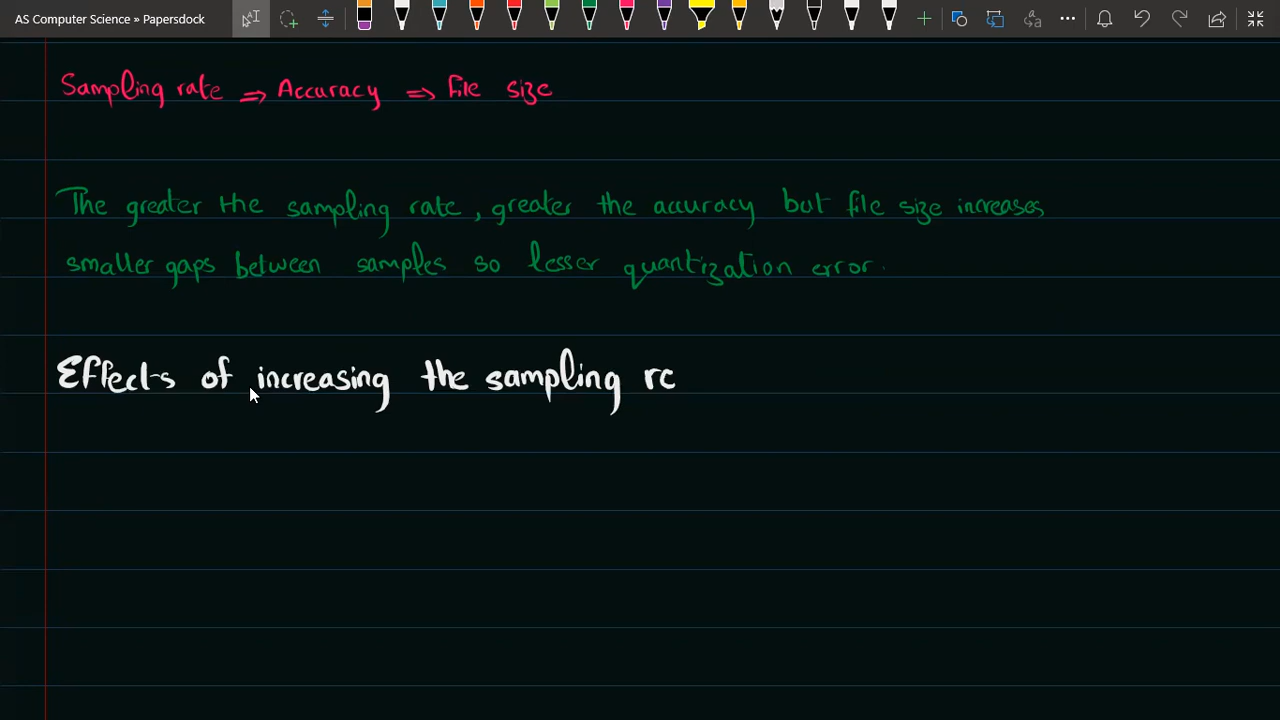 AS Computer Science » Papersdock
Sampling rate ⇒ Accuracy ⇒ file size
The greater the sampling rate, greater the accuracy but file size increases
smaller gaps between samples so lesser quantization error.
Effects of increasing the sampling ra